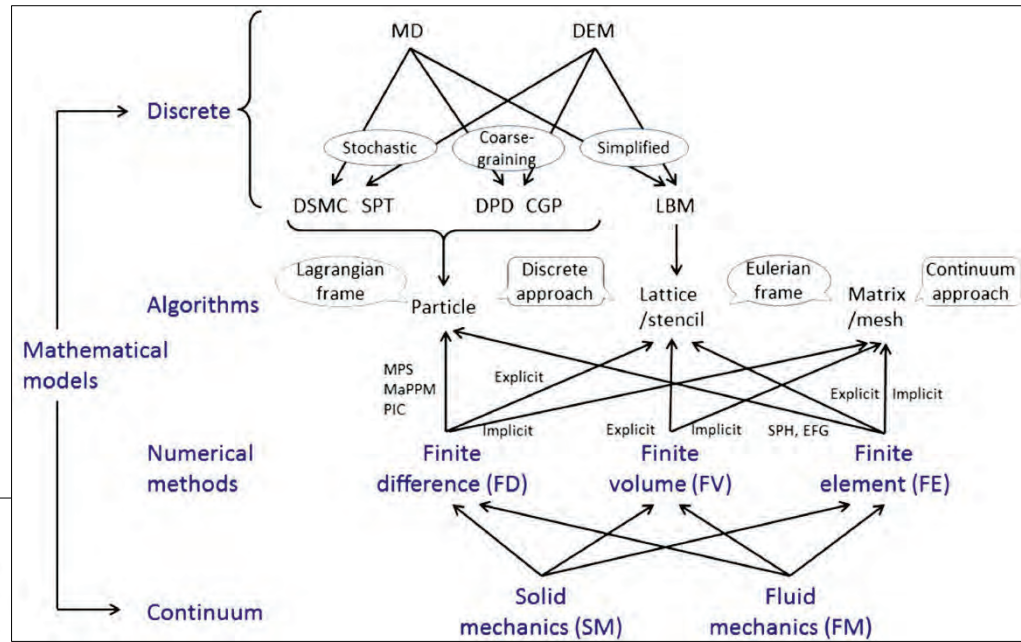 MD
DEM
Discrete
Stochastic
Coarse-
graining
Simplified
DSMC SPT
DPD CGP
LBM
Lagrangian
frame
Discrete
approach
Eulerian
frame
Continuum
approach
Algorithms
Particle
Lattice
/stencil
Matrix
/mesh
Mathematical
models
MPS
MaPPM
PIC
Explicit
Implicit
Explicit
Implicit
SPH, EFG
Explicit
Implicit
Numerical
methods
Finite
difference (FD)
Finite
volume (FV)
Finite
element (FE)
Continuum
Solid
mechanics (SM)
Fluid
mechanics (FM)